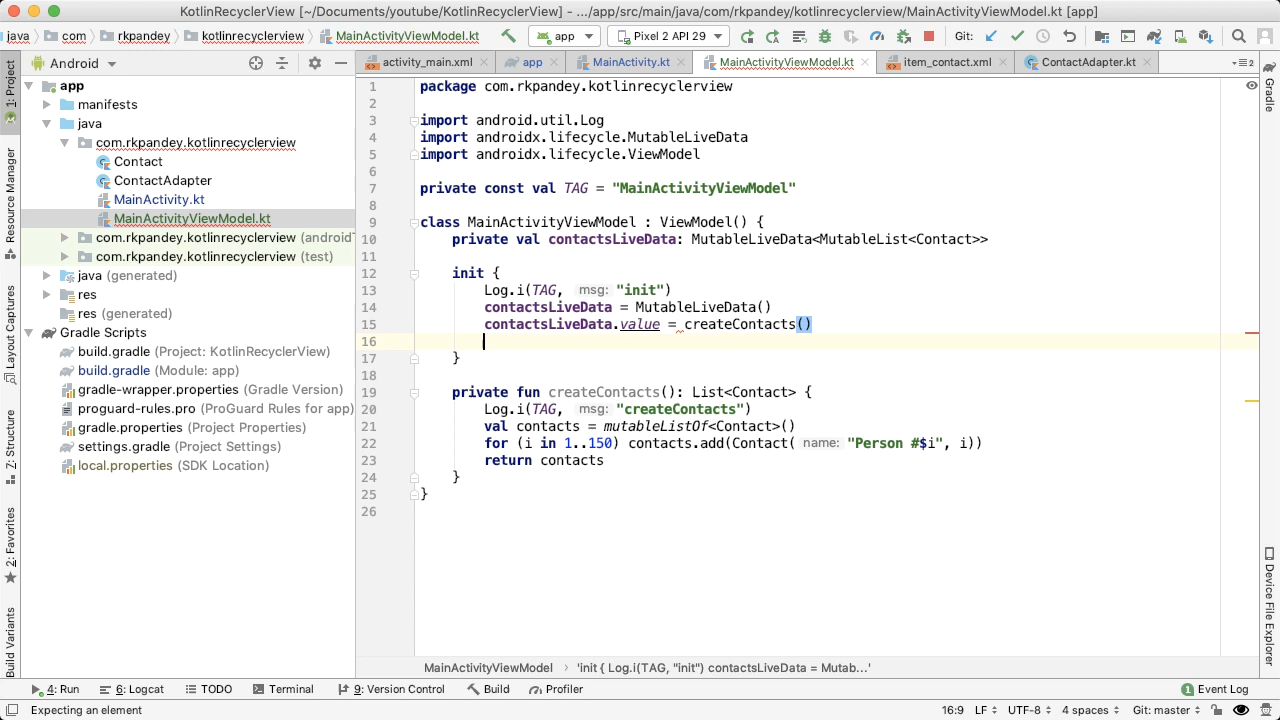 KotlinRecyclerView [~/Documents/youtube/KotlinRecyclerView] - .../app/src/main/java/com/rkpandey/kotlinrecyclerview/MainActivityViewModel.kt [app]
java com rkpandey kotlinrecyclerview MainActivityViewModel.kt app Pixel 2 API 29 Git:
Android activity_main.xml app MainActivity.kt MainActivityViewModel.kt item_contact.xml ContactAdapter.kt 2
1: Project
Resource Manager
Layout Captures
Z: Structure
2: Favorites
Build Variants
app
manifests
java
com.rkpandey.kotlinrecyclerview
Contact
ContactAdapter
MainActivity.kt
MainActivityViewModel.kt
com.rkpandey.kotlinrecyclerview (androidT
com.rkpandey.kotlinrecyclerview (test)
java (generated)
res
res (generated)
Gradle Scripts
build.gradle (Project: KotlinRecyclerView)
build.gradle (Module: app)
gradle-wrapper.properties (Gradle Version)
proguard-rules.pro (ProGuard Rules for app)
gradle.properties (Project Properties)
settings.gradle (Project Settings)
local.properties (SDK Location)
1 package com.rkpandey.kotlinrecyclerview
2
3 import android.util.Log
4 import androidx.lifecycle.MutableLiveData
5 import androidx.lifecycle.ViewModel
6
7 private const val TAG = "MainActivityViewModel"
8
9 class MainActivityViewModel : ViewModel() {
10 private val contactsLiveData: MutableLiveData<MutableList<Contact>>
11
12 init {
13 Log.i(TAG, msg: "init")
14 contactsLiveData = MutableLiveData()
15 contactsLiveData.value = createContacts()
16
17 }
18
19 private fun createContacts(): List<Contact> {
20 Log.i(TAG, msg: "createContacts")
21 val contacts = mutableListOf<Contact>()
22 for (i in 1..150) contacts.add(Contact( name: "Person #$i", i))
23 return contacts
24 }
25 }
26
Gradle
Device File Explorer
MainActivityViewModel › 'init { Log.i(TAG, "init") contactsLiveData = Mutab...'
4: Run 6: Logcat TODO Terminal 9: Version Control Build Profiler 1 Event Log
Expecting an element 16:9 LF UTF-8 4 spaces Git: master